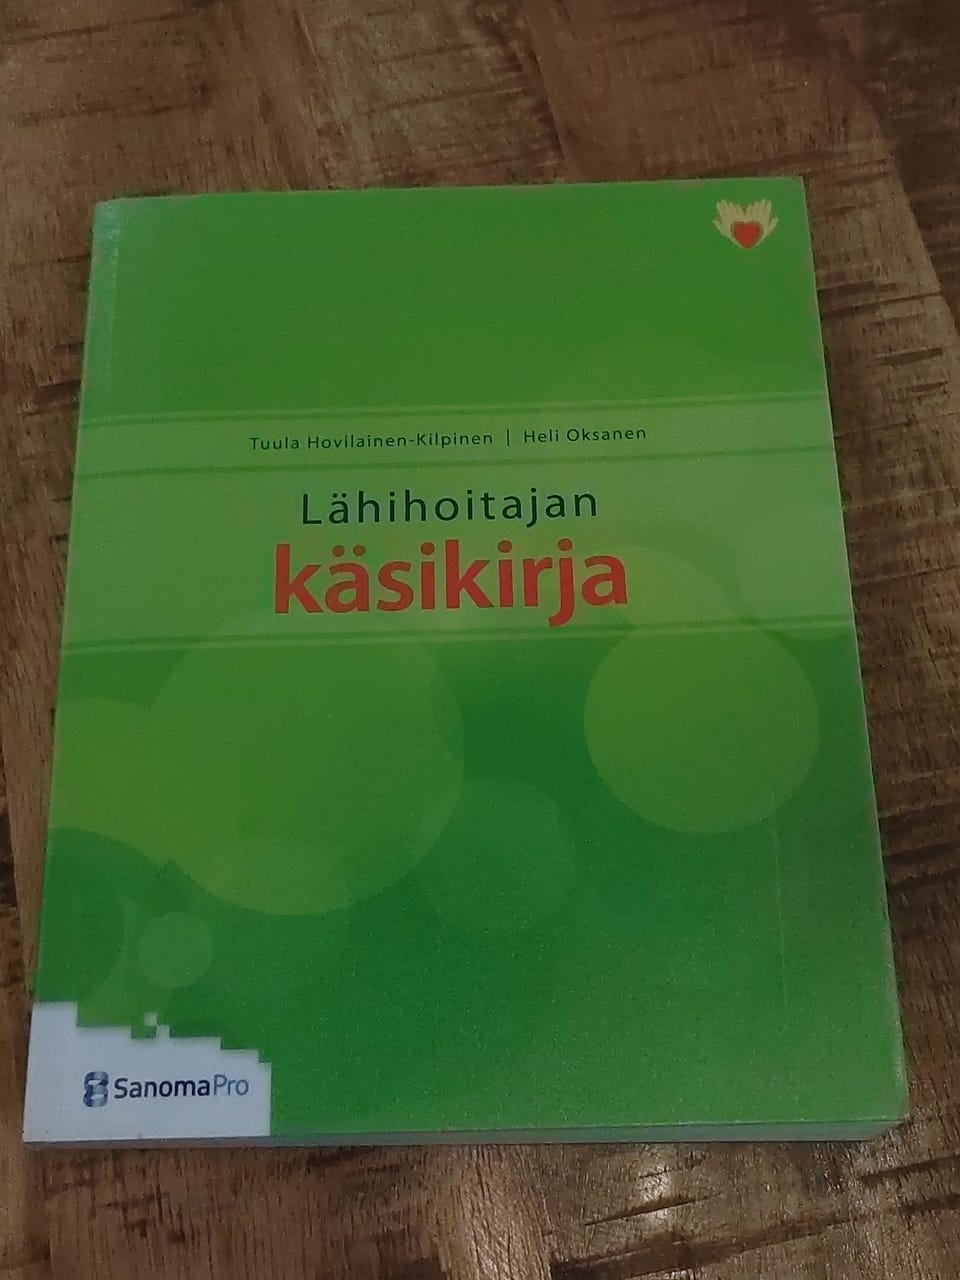 Tuula Hovilainen-Kilpinen | Heli Oksanen
Lähihoitajan
käsikirja
SanomaPro